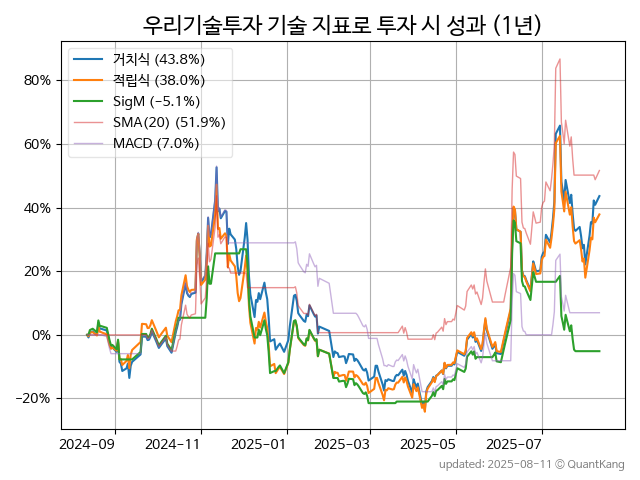 우리기술투자 기술 지표로 투자 시 성과 (1년)
거치식 (43.8%)
적립식 (38.0%)
SigM (−5.1%)
SMA(20) (51.9%)
MACD (7.0%)
80%
60%
40%
20%
0%
−20%
2024-09 2024-11 2025-01 2025-03 2025-05 2025-07
updated: 2025-08-11 © QuantKang